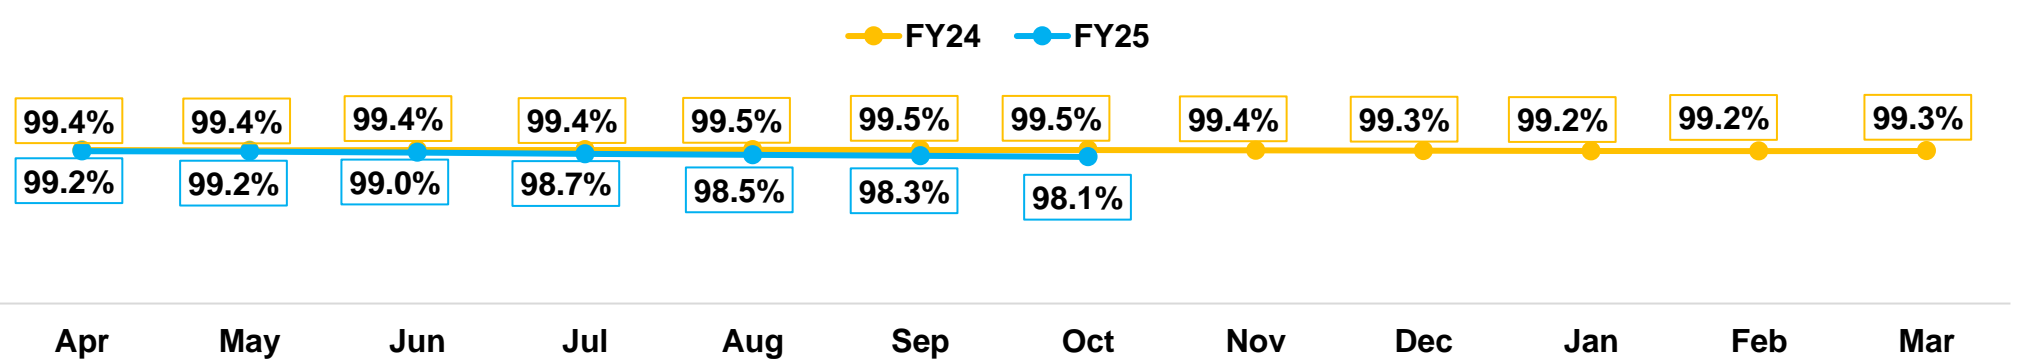 FY24 FY25
99.4% 99.4% 99.4% 99.4% 99.5% 99.5% 99.5% 99.4% 99.3% 99.2% 99.2% 99.3%
99.2% 99.2% 99.0% 98.7% 98.5% 98.3% 98.1%
Apr May Jun Jul Aug Sep Oct Nov Dec Jan Feb Mar